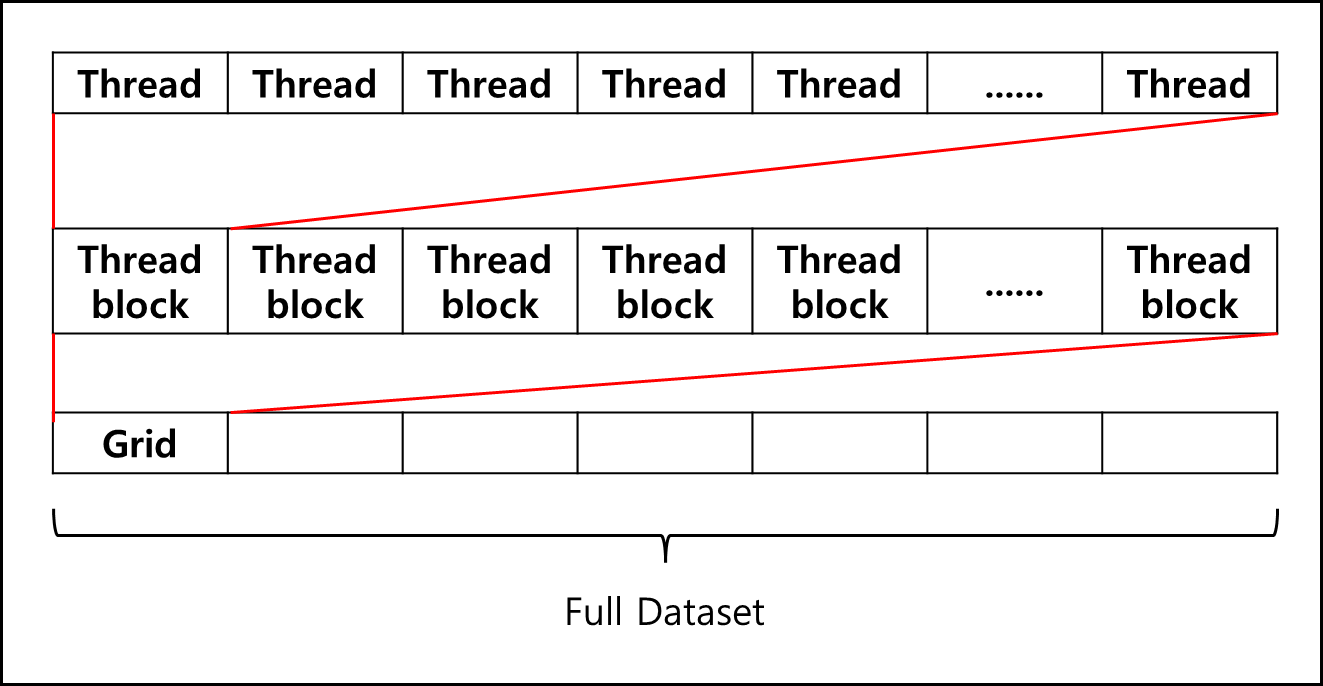 Thread Thread Thread Thread Thread ...... Thread
Thread block Thread block Thread block Thread block Thread block ...... Thread block
Grid
Full Dataset